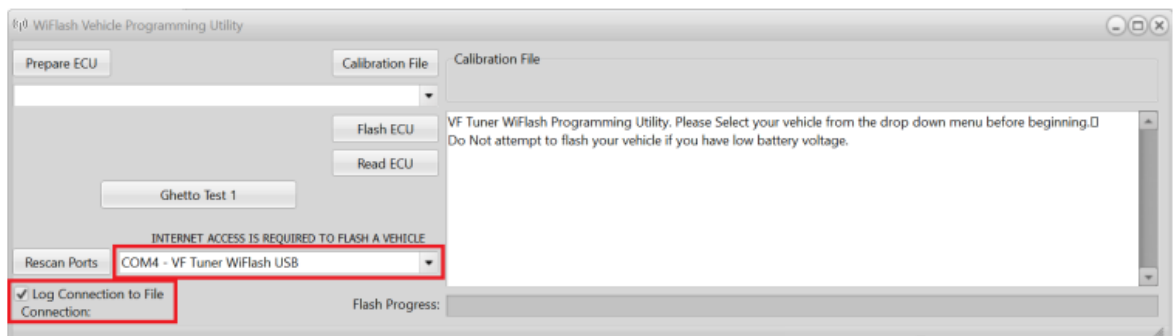 WiFlash Vehicle Programming Utility
Prepare ECU
Calibration File
Calibration File
Flash ECU
Read ECU
VF Tuner WiFlash Programming Utility. Please Select your vehicle from the drop down menu before beginning.
Do Not attempt to flash your vehicle if you have low battery voltage.
Ghetto Test 1
INTERNET ACCESS IS REQUIRED TO FLASH A VEHICLE
Rescan Ports
COM4 - VF Tuner WiFlash USB
Log Connection to File
Connection:
Flash Progress: